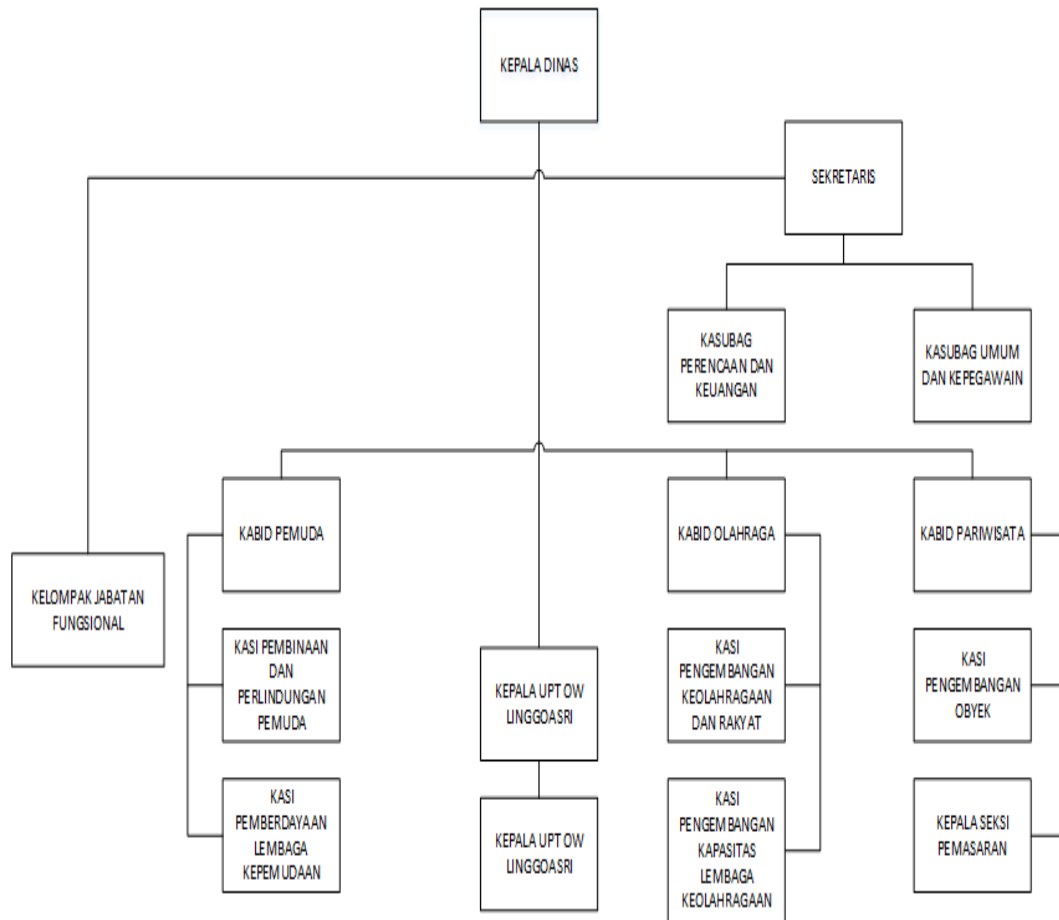 KEPALA DINAS
SEKRETARIS
KASUBAG
PERENCAAN DAN
KEUANGAN
KASUBAG UMUM
DAN KEPEGAWAIN
KABID PEMUDA
KABID OLAHRAGA
KABID PARIWISATA
KELOMPAK JABATAN
FUNGSIONAL
KASI PEMBINAAN
DAN
PERLINDUNGAN
PEMUDA
KEPALA UPT OW
LINGGOASRI
KASI
PENGEMBANGAN
KEOLAHRAGAAN
DAN RAKYAT
KASI
PENGEMBANGAN
OBYEK
KASI
PEMBERDAYAAN
LEMBAGA
KEPEMUDAAN
KEPALA UPT OW
LINGGOASRI
KASI
PENGEMBANGAN
KAPASITAS
LEMBAGA
KEOLAHRAGAAN
KEPALA SEKSI
PEMASARAN